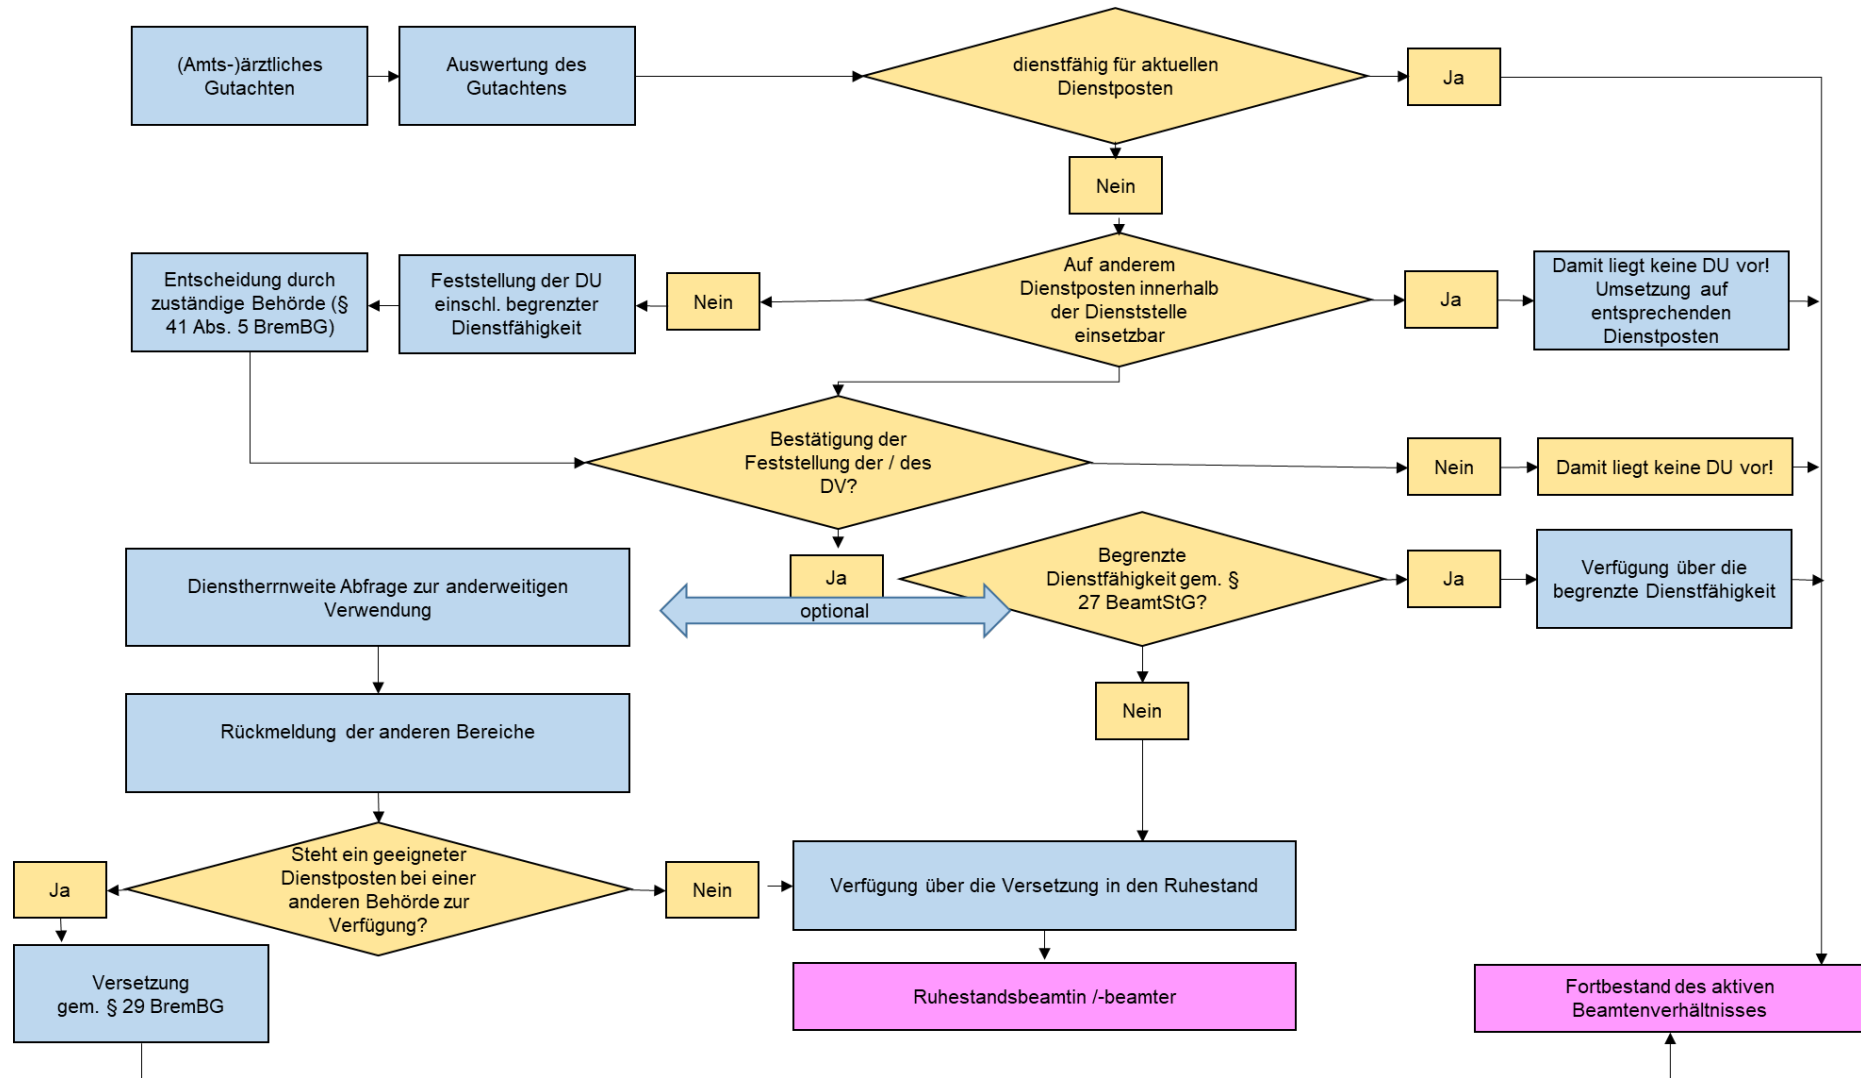 (Amts-)ärztliches
Gutachten
Auswertung des
Gutachtens
dienstfähig für aktuellen
Dienstposten
Ja
Nein
Entscheidung durch
zuständige Behörde (§
41 Abs. 5 BremBG)
Feststellung der DU
einschl. begrenzter
Dienstfähigkeit
Nein
Auf anderem
Dienstposten innerhalb
der Dienststelle
einsetzbar
Ja
Damit liegt keine DU vor!
Umsetzung auf
entsprechenden
Dienstposten
Bestätigung der
Feststellung der / des
DV?
Nein
Damit liegt keine DU vor!
Dienstherrnweite Abfrage zur anderweitigen
Verwendung
Ja
optional
Begrenzte
Dienstfähigkeit gem. §
27 BeamtStG?
Ja
Verfügung über die
begrenzte Dienstfähigkeit
Rückmeldung der anderen Bereiche
Nein
Ja
Steht ein geeigneter
Dienstposten bei einer
anderen Behörde zur
Verfügung?
Nein
Verfügung über die Versetzung in den Ruhestand
Versetzung
gem. § 29 BremBG
Ruhestandsbeamtin /-beamter
Fortbestand des aktiven
Beamtenverhältnisses